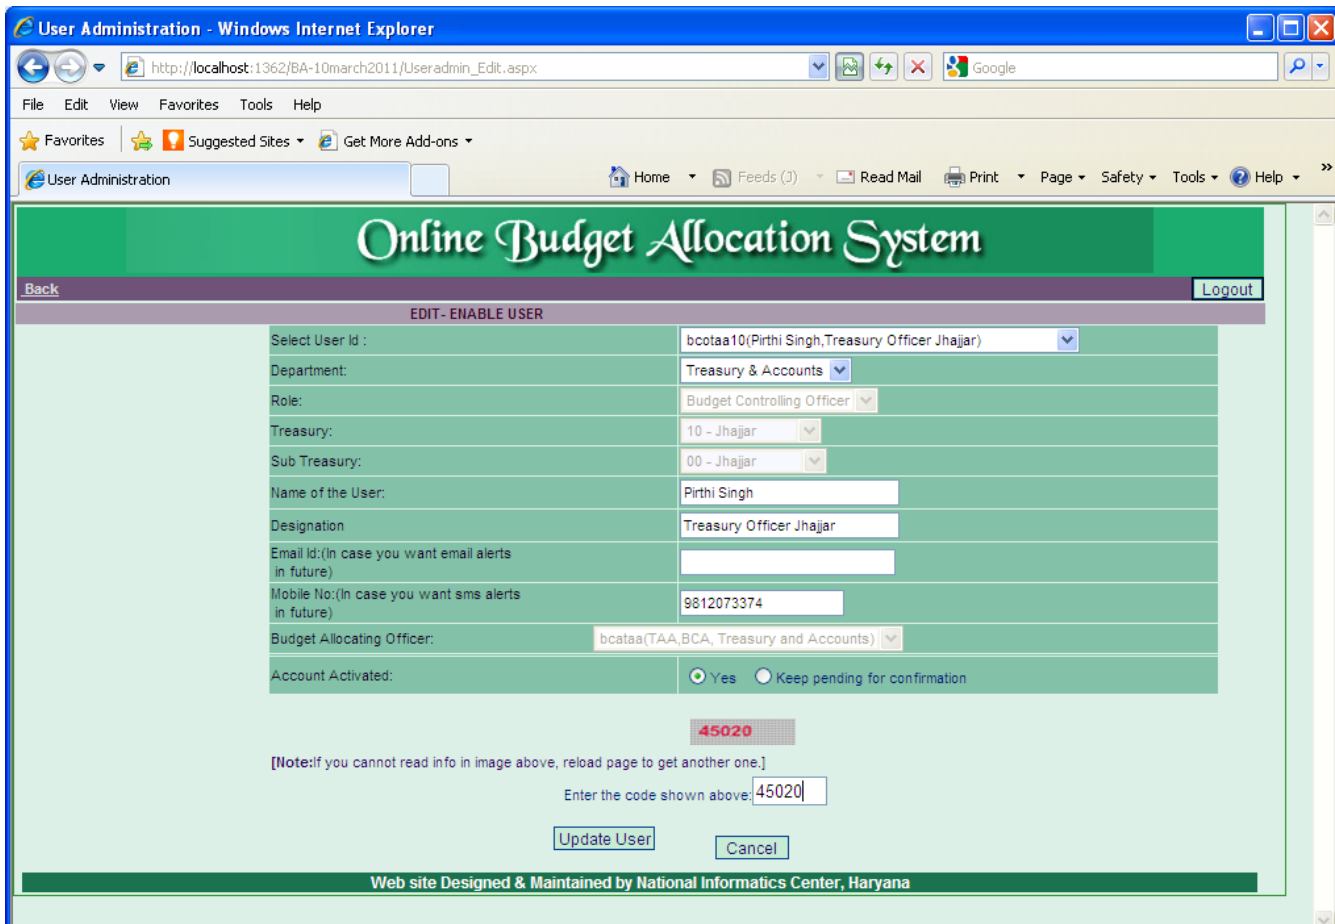 User Administration - Windows Internet Explorer
http://localhost:1362/BA-10march2011/Useradmin_Edit.aspx
Google
File Edit View Favorites Tools Help
Favorites Suggested Sites Get More Add-ons
User Administration Home Feeds (J) Read Mail Print Page Safety Tools Help »
Online Budget Allocation System
Back Logout
EDIT- ENABLE USER
Select User Id : bcotaa10(Pirthi Singh,Treasury Officer Jhajjar)
Department: Treasury & Accounts
Role: Budget Controlling Officer
Treasury: 10 - Jhajjar
Sub Treasury: 00 - Jhajjar
Name of the User: Pirthi Singh
Designation Treasury Officer Jhajjar
Email Id:(In case you want email alerts
in future)
Mobile No:(In case you want sms alerts
in future) 9812073374
Budget Allocating Officer: bcataa(TAA,BCA, Treasury and Accounts)
Account Activated: Yes Keep pending for confirmation
45020
[Note:If you cannot read info in image above, reload page to get another one.]
Enter the code shown above: 45020
Update User Cancel
Web site Designed & Maintained by National Informatics Center, Haryana